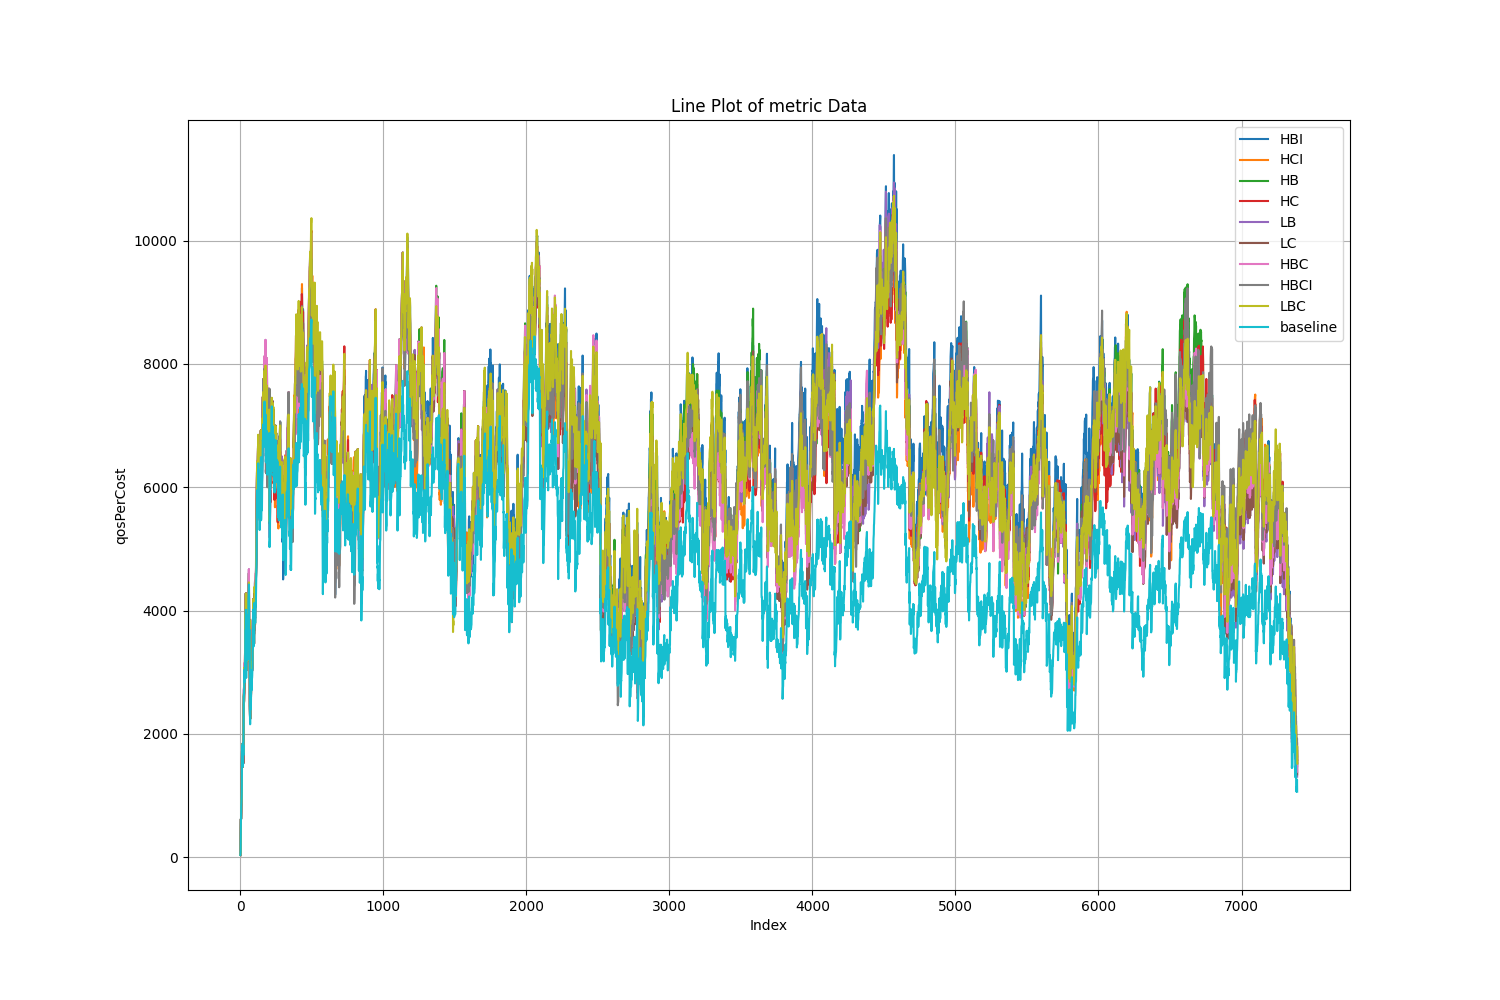 Line Plot of metric Data
HBI
HCI
HB
HC
LB
LC
HBC
HBCI
LBC
baseline
qosPerCost
10000
8000
6000
4000
2000
0
0 1000 2000 3000 4000 5000 6000 7000
Index